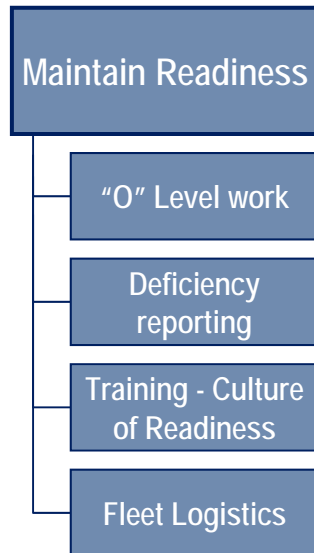 Maintain Readiness
“O” Level work
Deficiency
reporting
Training - Culture
of Readiness
Fleet Logistics